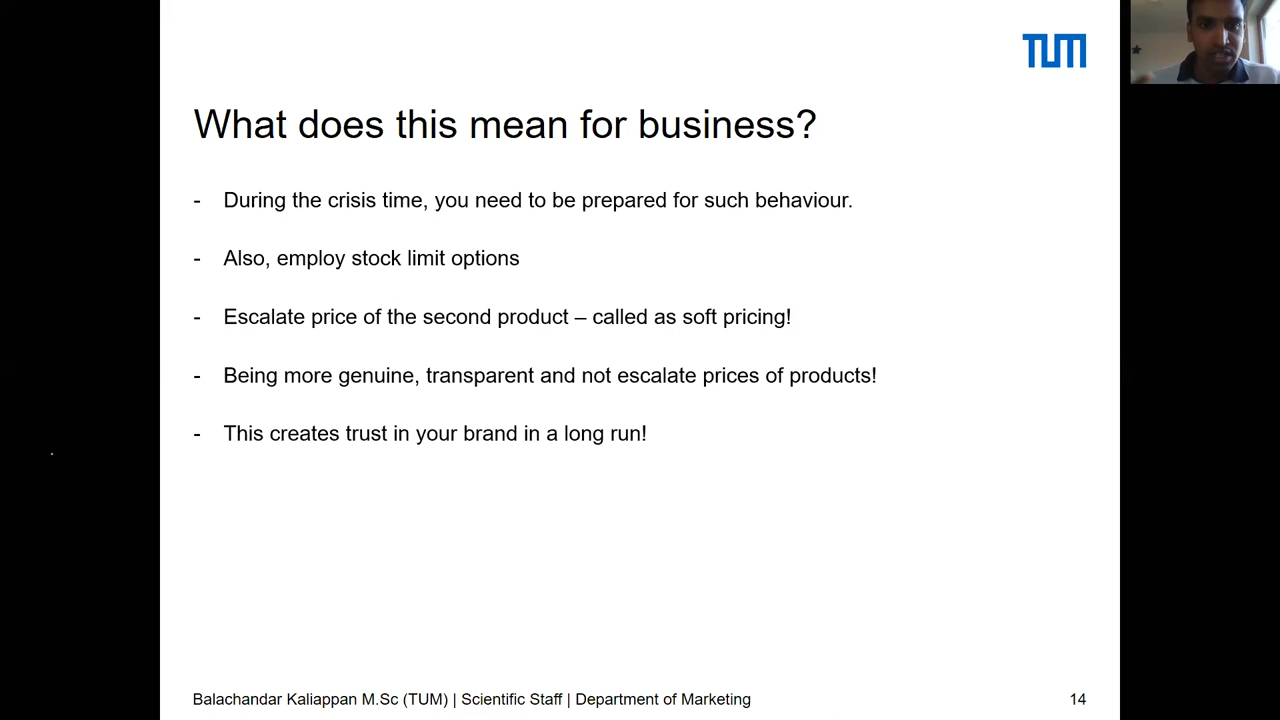 TUM
What does this mean for business?
- During the crisis time, you need to be prepared for such behaviour.
- Also, employ stock limit options
- Escalate price of the second product – called as soft pricing!
- Being more genuine, transparent and not escalate prices of products!
- This creates trust in your brand in a long run!
Balachandar Kaliappan M.Sc (TUM) | Scientific Staff | Department of Marketing
14